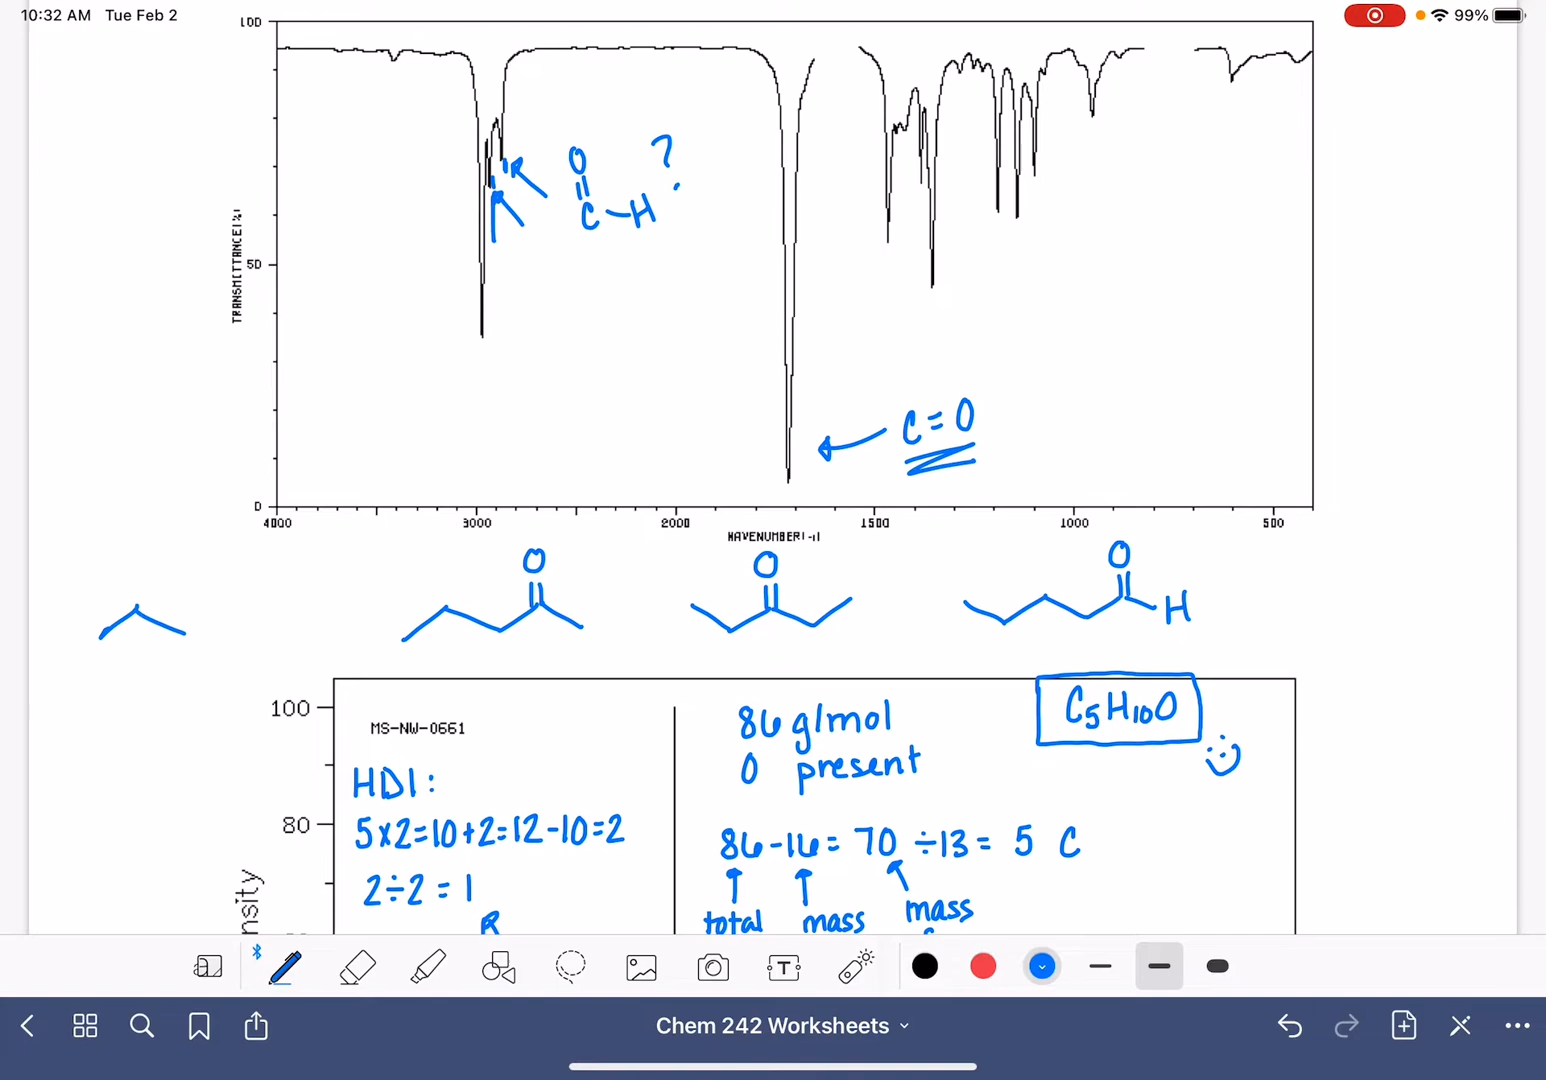 10:32 AM Tue Feb 2
99%
100
50
0
TRANSMITTANCE(%)
4000 3000 2000 1500 1000 500
WAVENUMBER(-1)
O
C-H
?
C=O
O
O
O
H
100
80
MS-NW-0661
HDI:
5x2=10+2=12-10=2
2÷2=1
86 g/mol
O present
C5H10O
86-16=70÷13=5 C
total
mass
mass
nsity
T
Chem 242 Worksheets